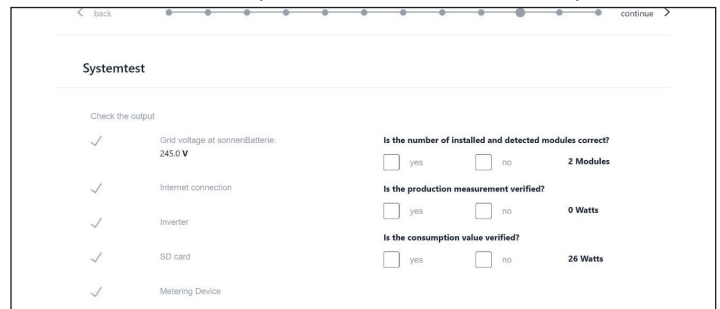 back
continue
Systemtest
Check the output
Grid voltage at sonnenBatterie:
245.0 V
Internet connection
Inverter
SD card
Metering Device
Is the number of installed and detected modules correct?
yes no 2 Modules
Is the production measurement verified?
yes no 0 Watts
Is the consumption value verified?
yes no 26 Watts